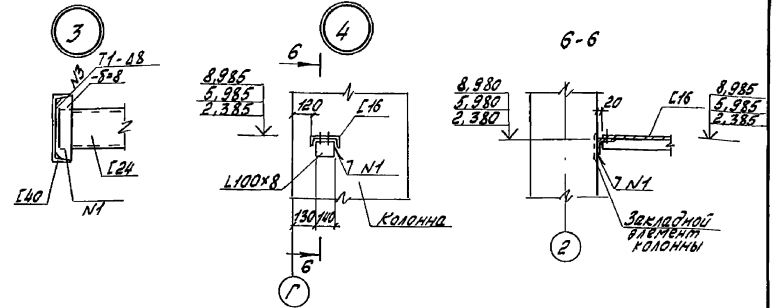 3
Т1-Δ8
-δ=8
N3
[24
[40
N1
4
6
8,985
5,985
2,385
120
[16
L100×8
7 N1
130
140
Колонна
6
Г
6-6
8,980
5,980
2,380
20
[16
8,985
5,985
2,385
7 N1
Закладной
элемент
колонны
2